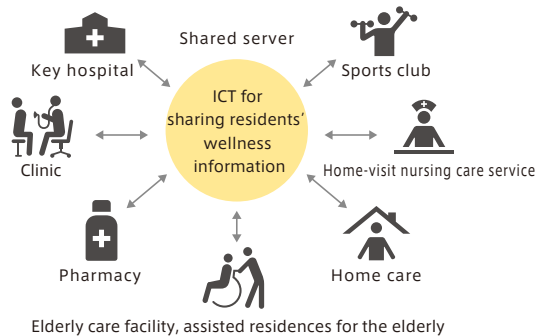 Shared server
Key hospital
Sports club
ICT for
sharing residents’
wellness
information
Clinic
Home-visit nursing care service
Pharmacy
Home care
Elderly care facility, assisted residences for the elderly